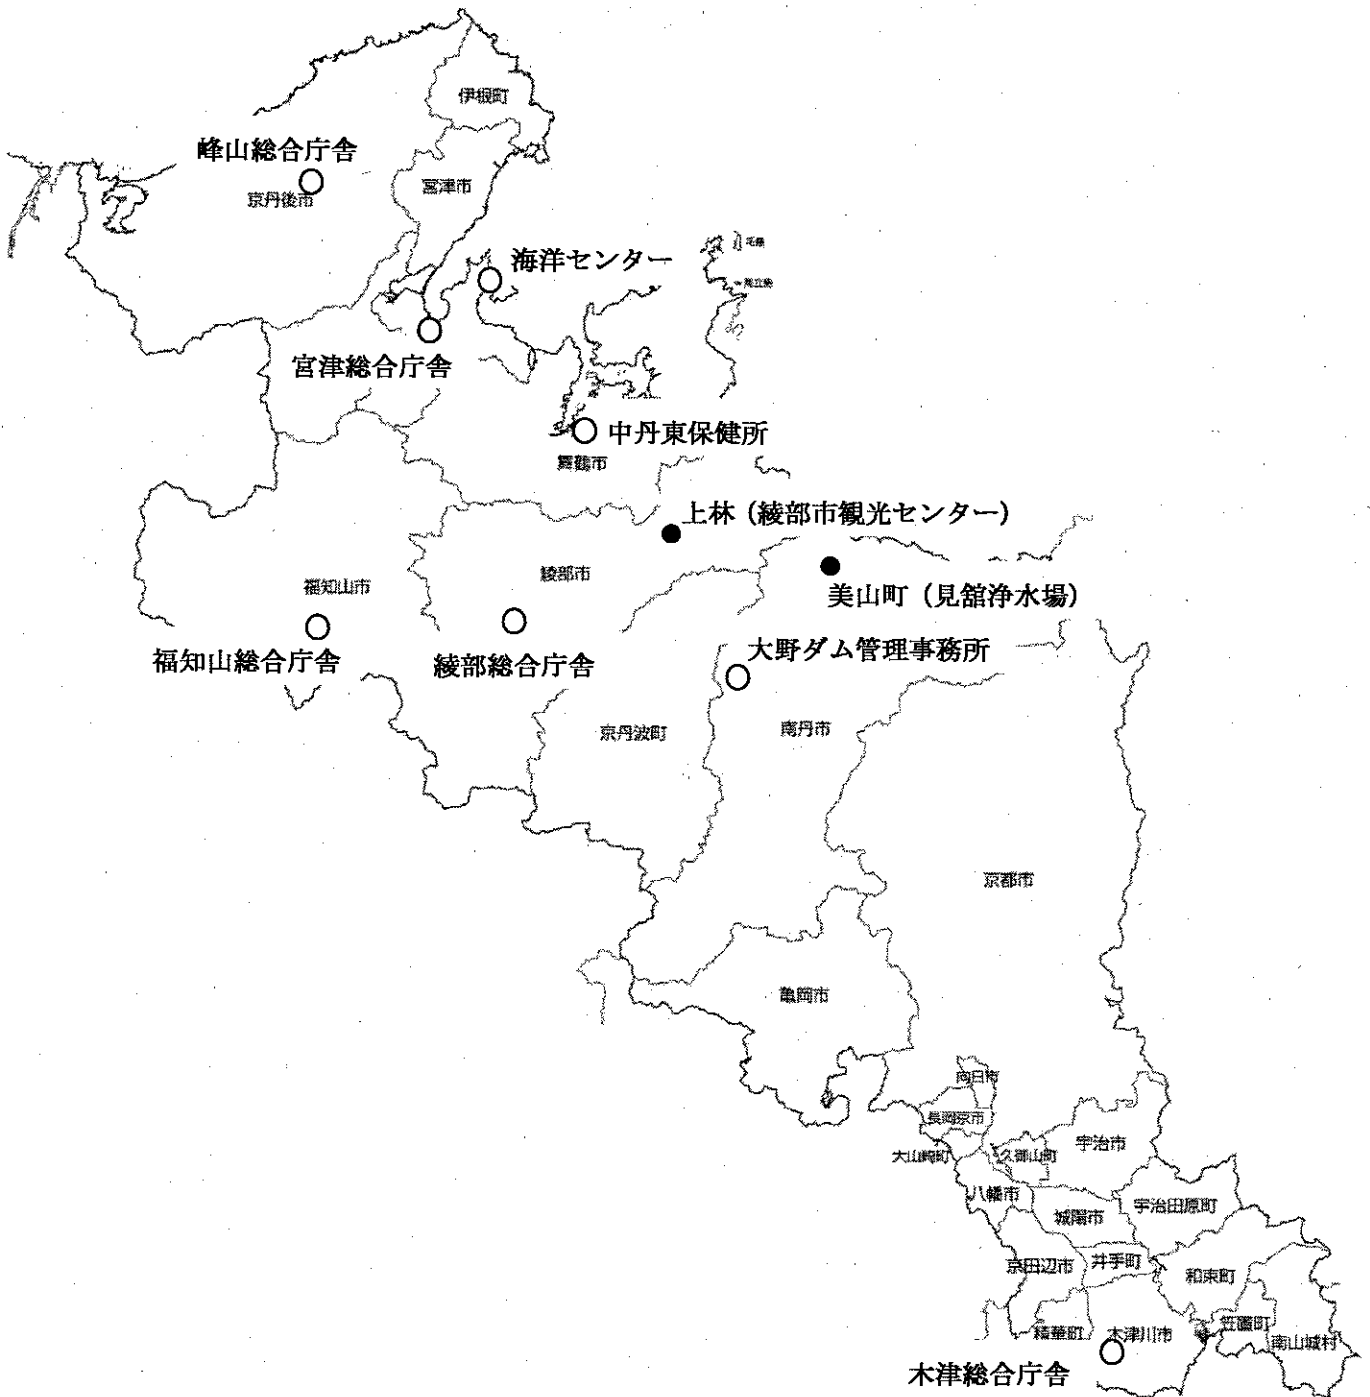 伊根町
峰山総合庁舎
京丹後市
宮津市
海洋センター
宮津総合庁舎
中丹東保健所
舞鶴市
上林（綾部市観光センター）
綾部市
福知山市
美山町（見舘浄水場）
福知山総合庁舎
綾部総合庁舎
大野ダム管理事務所
京丹波町
南丹市
京都市
亀岡市
向日市
長岡京市
大山崎町
久御山町
宇治市
八幡市
城陽市
宇治田原町
京田辺市
井手町
和束町
精華町
木津川市
笠置町
南山城村
木津総合庁舎